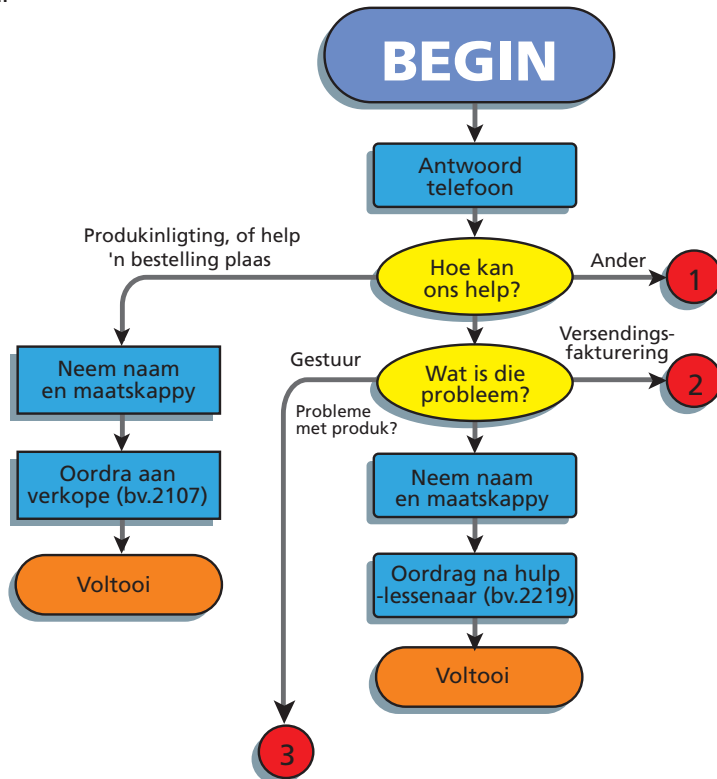 BEGIN
Antwoord
telefoon
Produkinligting, of help
'n bestelling plaas
Hoe kan
ons help?
Ander
1
Neem naam
en maatskappy
Gestuur
Wat is die
probleem?
Versendings-
fakturering
2
Probleme
met produk?
Oordra aan
verkope (bv.2107)
Neem naam
en maatskappy
Voltooi
Oordrag na hulp
-lessenaar (bv.2219)
Voltooi
3